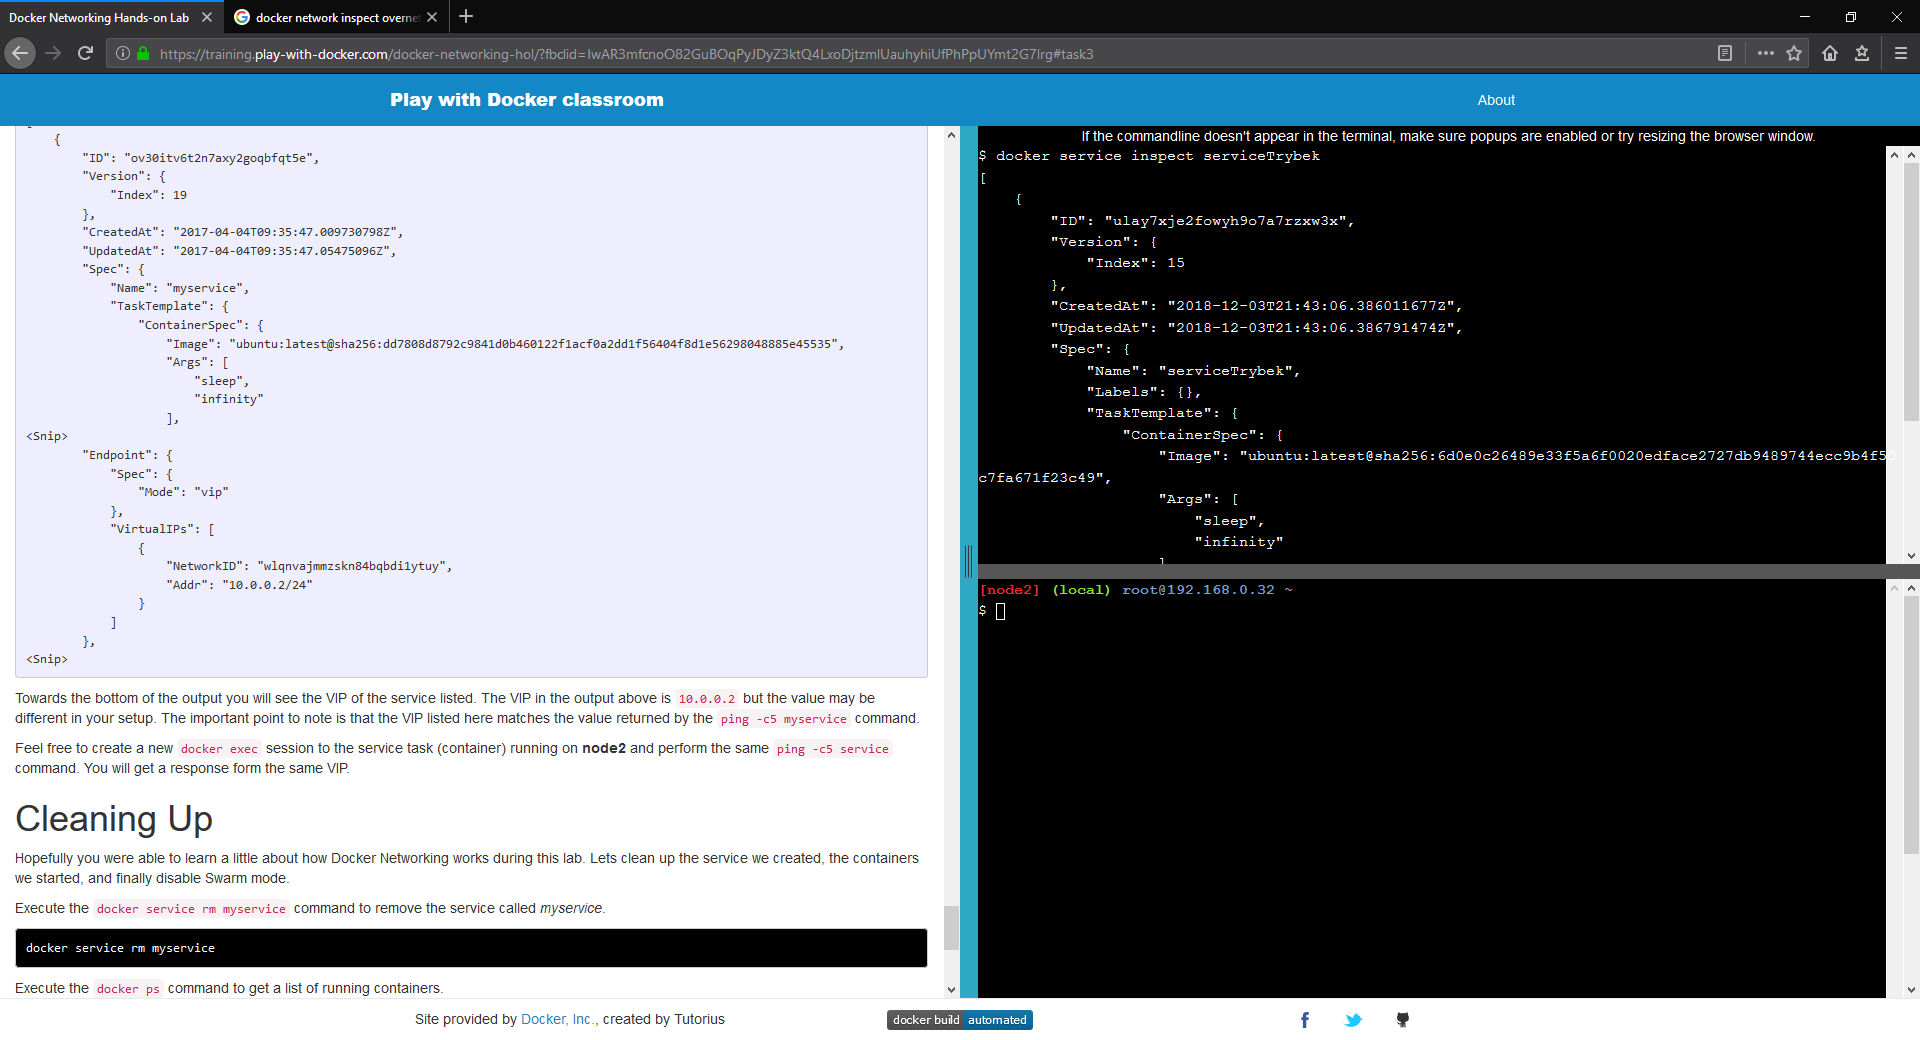 Docker Networking Hands-on Lab
docker network inspect overne
https://training.play-with-docker.com/docker-networking-hol/?fbclid=IwAR3mfcnoO82GuBOqPyJDyZ3ktQ4LxoDjtzmlUauhyhiUfPhPpUYmt2G7lrg#task3
Play with Docker classroom
About
{
"ID": "ov30itv6t2n7axy2goqbfqt5e",
"Version": {
"Index": 19
},
"CreatedAt": "2017-04-04T09:35:47.009730798Z",
"UpdatedAt": "2017-04-04T09:35:47.05475096Z",
"Spec": {
"Name": "myservice",
"TaskTemplate": {
"ContainerSpec": {
"Image": "ubuntu:latest@sha256:dd7808d8792c9841d0b460122f1acf0a2dd1f56404f8d1e56298048885e45535",
"Args": [
"sleep",
"infinity"
],
<Snip>
"Endpoint": {
"Spec": {
"Mode": "vip"
},
"VirtualIPs": [
{
"NetworkID": "wlqnvajmmzskn84bqbdi1ytuy",
"Addr": "10.0.0.2/24"
}
]
},
<Snip>
Towards the bottom of the output you will see the VIP of the service listed. The VIP in the output above is 10.0.0.2 but the value may be
different in your setup. The important point to note is that the VIP listed here matches the value returned by the ping -c5 myservice command.
Feel free to create a new docker exec session to the service task (container) running on node2 and perform the same ping -c5 service
command. You will get a response form the same VIP.
Cleaning Up
Hopefully you were able to learn a little about how Docker Networking works during this lab. Lets clean up the service we created, the containers
we started, and finally disable Swarm mode.
Execute the docker service rm myservice command to remove the service called myservice.
docker service rm myservice
Execute the docker ps command to get a list of running containers.
If the commandline doesn't appear in the terminal, make sure popups are enabled or try resizing the browser window.
$ docker service inspect serviceTrybek
[
{
"ID": "ulay7xje2fowyh9o7a7rzxw3x",
"Version": {
"Index": 15
},
"CreatedAt": "2018-12-03T21:43:06.386011677Z",
"UpdatedAt": "2018-12-03T21:43:06.386791474Z",
"Spec": {
"Name": "serviceTrybek",
"Labels": {},
"TaskTemplate": {
"ContainerSpec": {
"Image": "ubuntu:latest@sha256:6d0e0c26489e33f5a6f0020edface2727db9489744ecc9b4f50
c7fa671f23c49",
"Args": [
"sleep",
"infinity"
]
[node2] (local) root@192.168.0.32 ~
$
Site provided by Docker, Inc., created by Tutorius
docker build automated